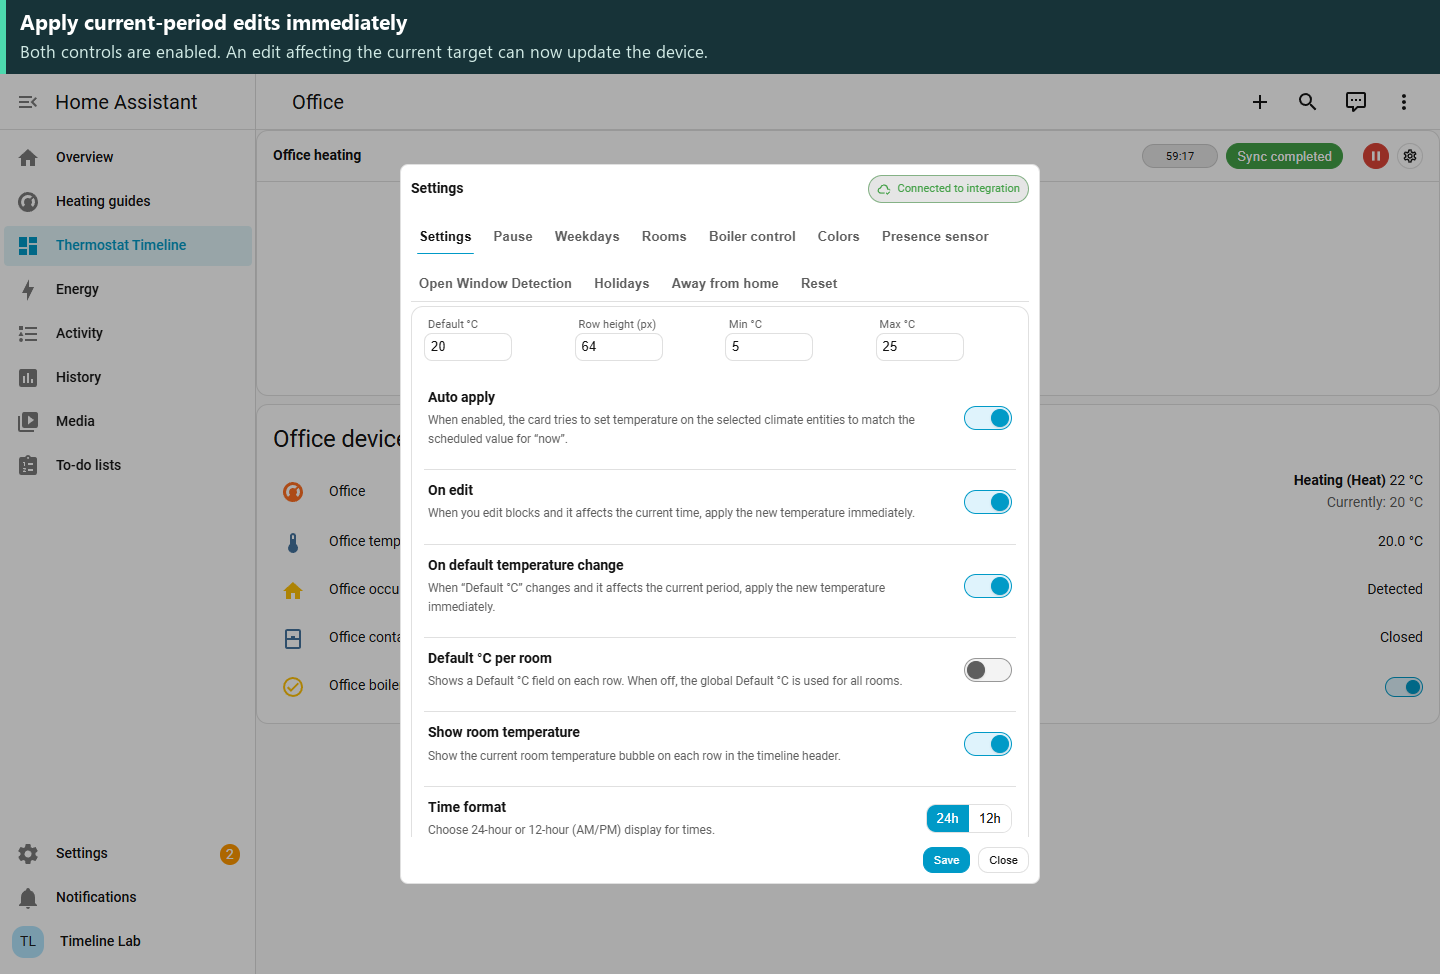 Apply current-period edits immediately
Both controls are enabled. An edit affecting the current target can now update the device.
Home Assistant
Office
Overview
Heating guides
Thermostat Timeline
Energy
Activity
History
Media
To-do lists
Settings
2
Notifications
TL
Timeline Lab
Office heating
59:17
Sync completed
Office device
Office
Heating (Heat) 22 °C
Currently: 20 °C
Office temp
20.0 °C
Office occu
Detected
Office conta
Closed
Office boile
Settings
Connected to integration
Settings
Pause
Weekdays
Rooms
Boiler control
Colors
Presence sensor
Open Window Detection
Holidays
Away from home
Reset
Default °C
Row height (px)
Min °C
Max °C
20
64
5
25
Auto apply
When enabled, the card tries to set temperature on the selected climate entities to match the
scheduled value for “now”.
On edit
When you edit blocks and it affects the current time, apply the new temperature immediately.
On default temperature change
When “Default °C” changes and it affects the current period, apply the new temperature
immediately.
Default °C per room
Shows a Default °C field on each row. When off, the global Default °C is used for all rooms.
Show room temperature
Show the current room temperature bubble on each row in the timeline header.
Time format
Choose 24-hour or 12-hour (AM/PM) display for times.
24h
12h
Save
Close